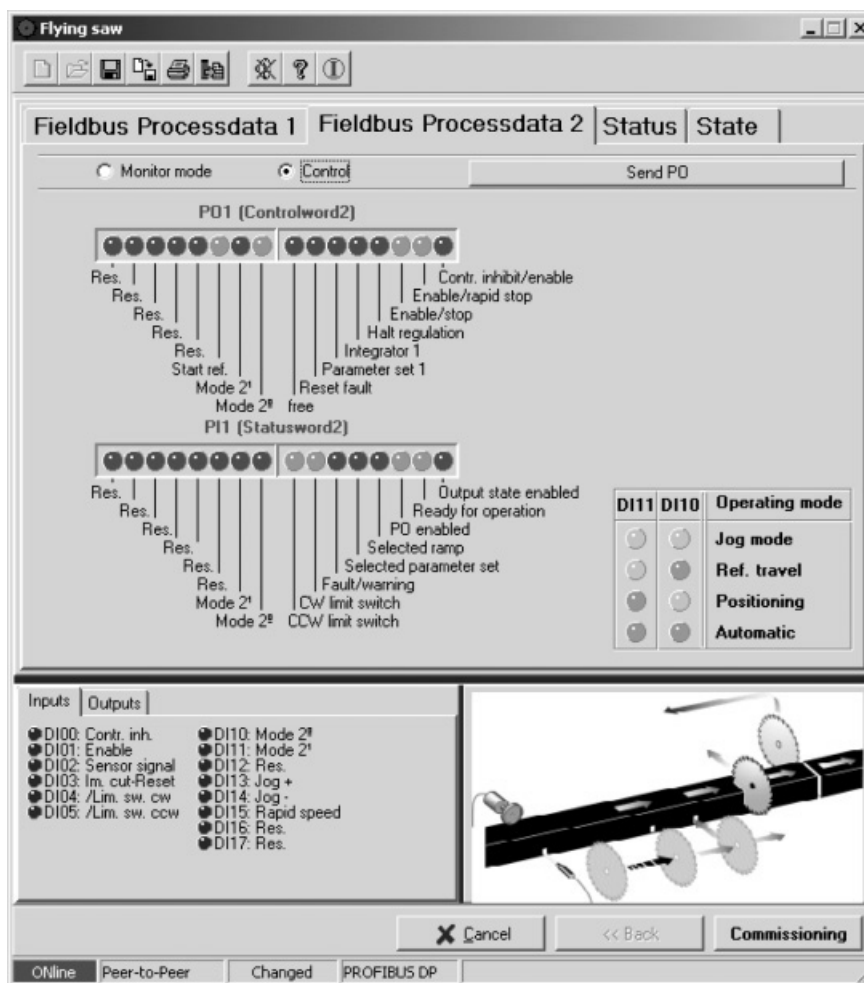 Flying saw
Fieldbus Processdata 1 Fieldbus Processdata 2 Status State
Monitor mode Control Send PO
PO1 (Controlword2)
Res. Contr. inhibit/enable
Res. Enable/rapid stop
Res. Enable/stop
Res. Halt regulation
Res. Integrator 1
Start ref. Parameter set 1
Mode 2¹ Reset fault
Mode 2⁰ free
PI1 (Statusword2)
Res. Output state enabled
Res. Ready for operation
Res. PO enabled
Res. Selected ramp
Res. Selected parameter set
Res. Fault/warning
Mode 2¹ CW limit switch
Mode 2⁰ CCW limit switch
DI11 DI10 Operating mode
Jog mode
Ref. travel
Positioning
Automatic
Inputs Outputs
DI00: Contr. inh. DI10: Mode 2⁰
DI01: Enable DI11: Mode 2¹
DI02: Sensor signal DI12: Res.
DI03: Im. cut-Reset DI13: Jog +
DI04: /Lim. sw. cw DI14: Jog -
DI05: /Lim. sw. ccw DI15: Rapid speed
DI16: Res.
DI17: Res.
Cancel << Back Commissioning
ONline Peer-to-Peer Changed PROFIBUS DP